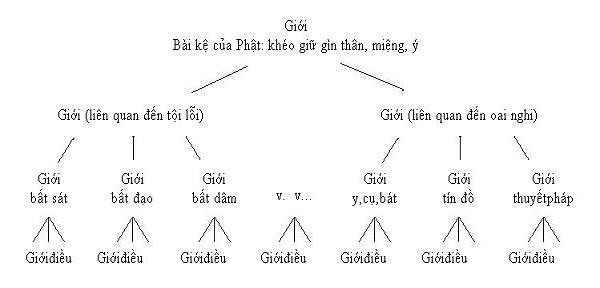 Giới
Bài kệ của Phật: khéo giữ gìn thân, miệng, ý
Giới (liên quan đến tội lỗi)
Giới (liên quan đến oai nghi)
Giới
bất sát
Giới
bất đạo
Giới
bất dâm
v. v...
Giới
y,cụ,bát
Giới
tín đồ
Giới
thuyếtpháp
Giớiđiều
Giớiđiều
Giớiđiều
Giớiđiều
Giớiđiều
Giớiđiều
Giớiđiều